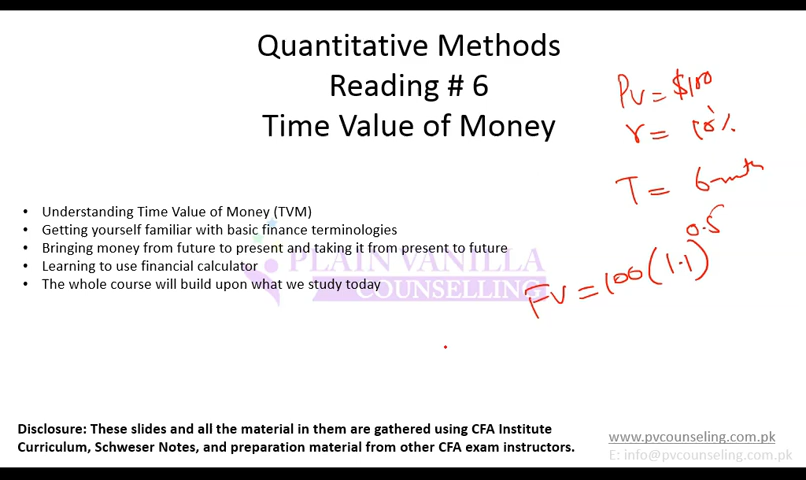 Quantitative Methods
Reading # 6
Time Value of Money
PV = $100
r = 10%
T = 6-mth
FV = 100(1.1)^0.5
• Understanding Time Value of Money (TVM)
• Getting yourself familiar with basic finance terminologies
• Bringing money from future to present and taking it from present to future
• Learning to use financial calculator
• The whole course will build upon what we study today
PLAIN VANILLA
COUNSELLING
Disclosure: These slides and all the material in them are gathered using CFA Institute
Curriculum, Schweser Notes, and preparation material from other CFA exam instructors.
www.pvcounseling.com.pk
E: info@pvcounseling.com.pk